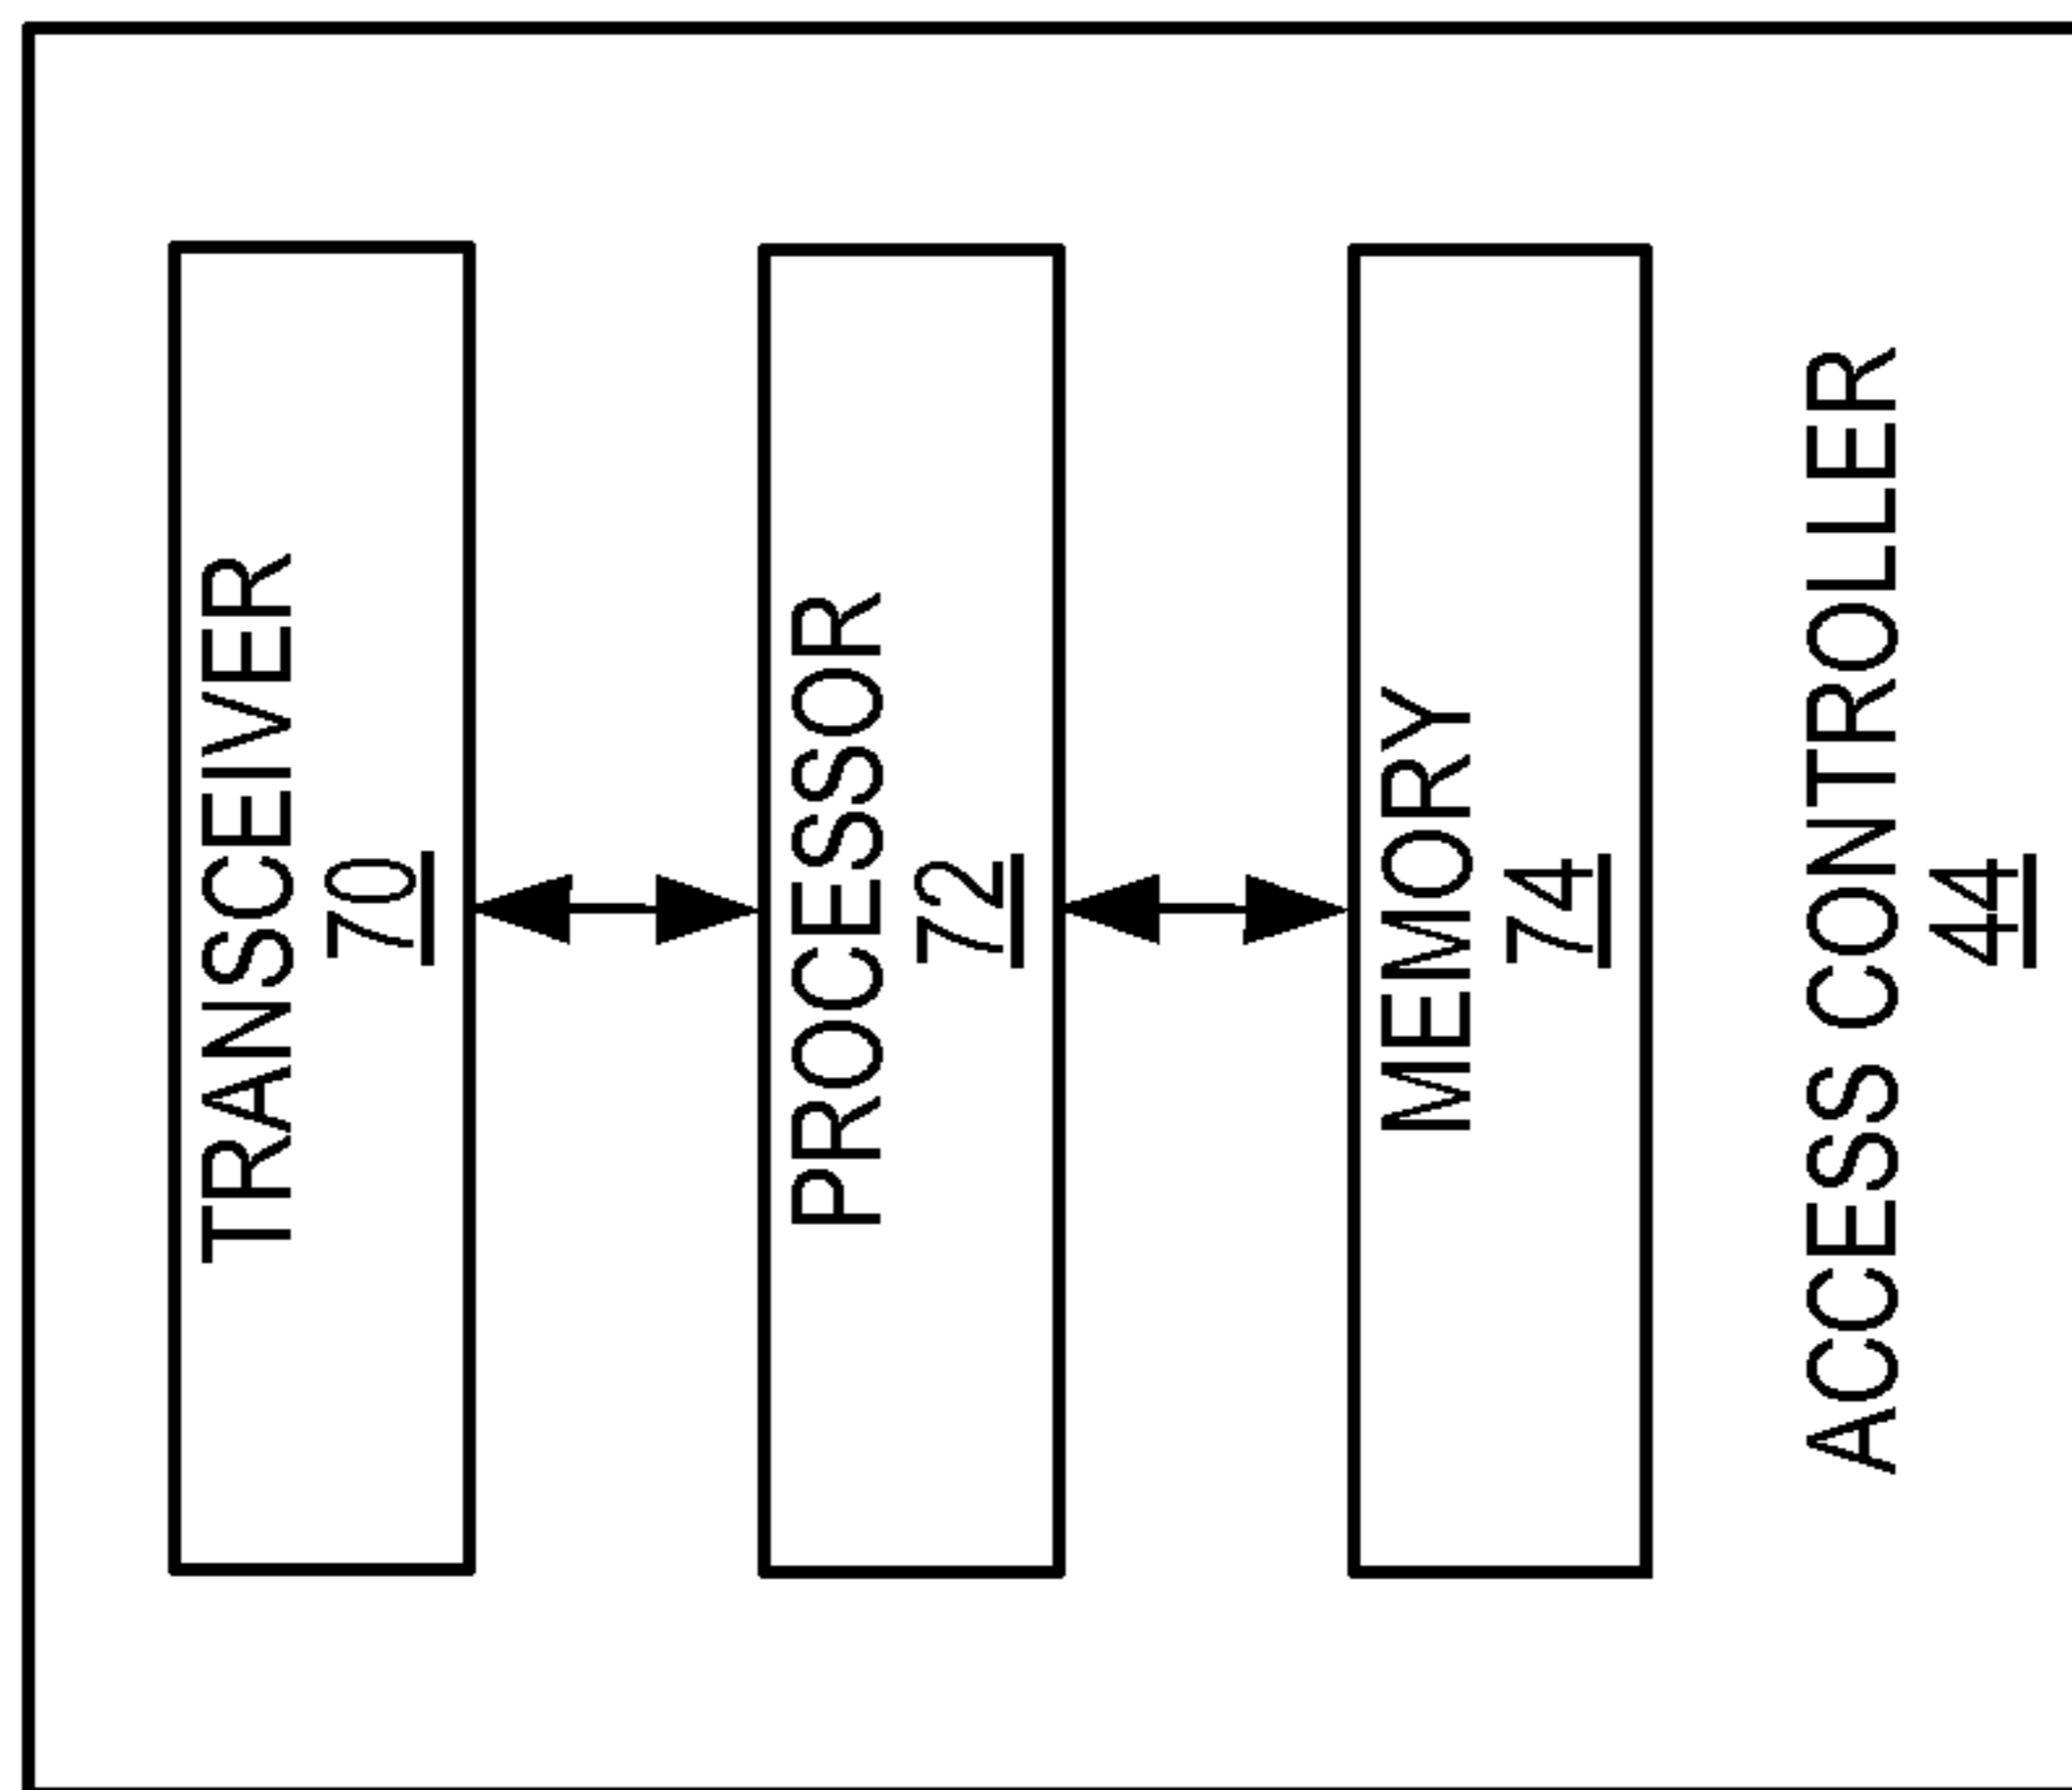 TRANSCEIVER
70
PROCESSOR
72
MEMORY
74
ACCESS CONTROLLER
44